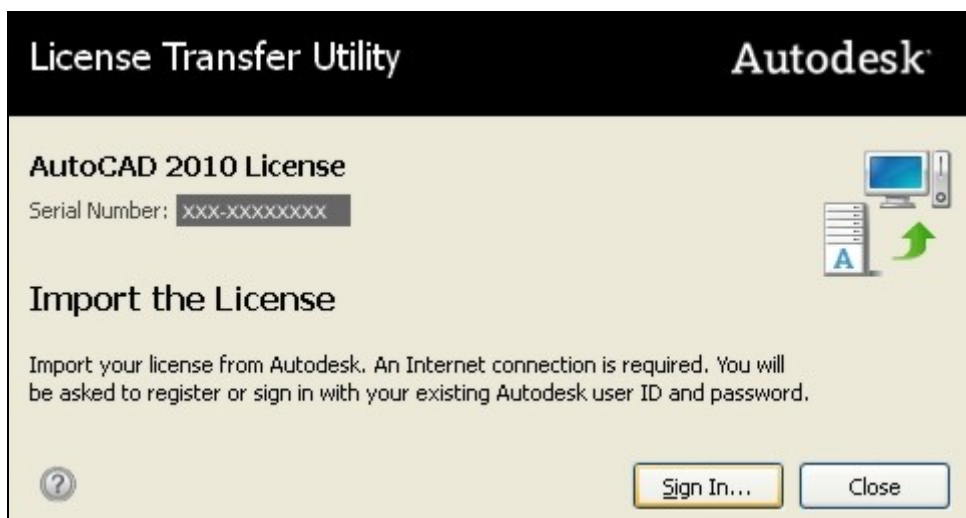 License Transfer Utility
Autodesk
AutoCAD 2010 License
Serial Number: xxx-xxxxxxxx
A
Import the License
Import your license from Autodesk. An Internet connection is required. You will
be asked to register or sign in with your existing Autodesk user ID and password.
?
Sign In...
Close